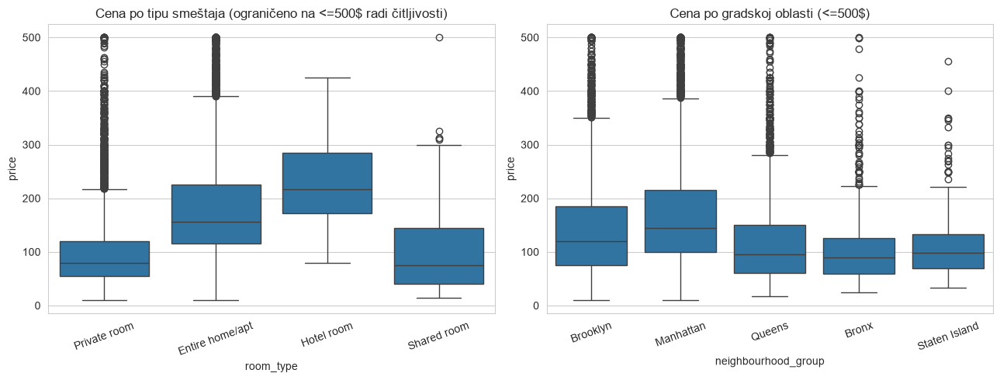 Cena po tipu smeštaja (ograničeno na <=500$ radi čitljivosti)
price
500
400
300
200
100
0
Private room
Entire home/apt
Hotel room
Shared room
room_type
Cena po gradskoj oblasti (<=500$)
price
500
400
300
200
100
0
Brooklyn
Manhattan
Queens
Bronx
Staten Island
neighbourhood_group